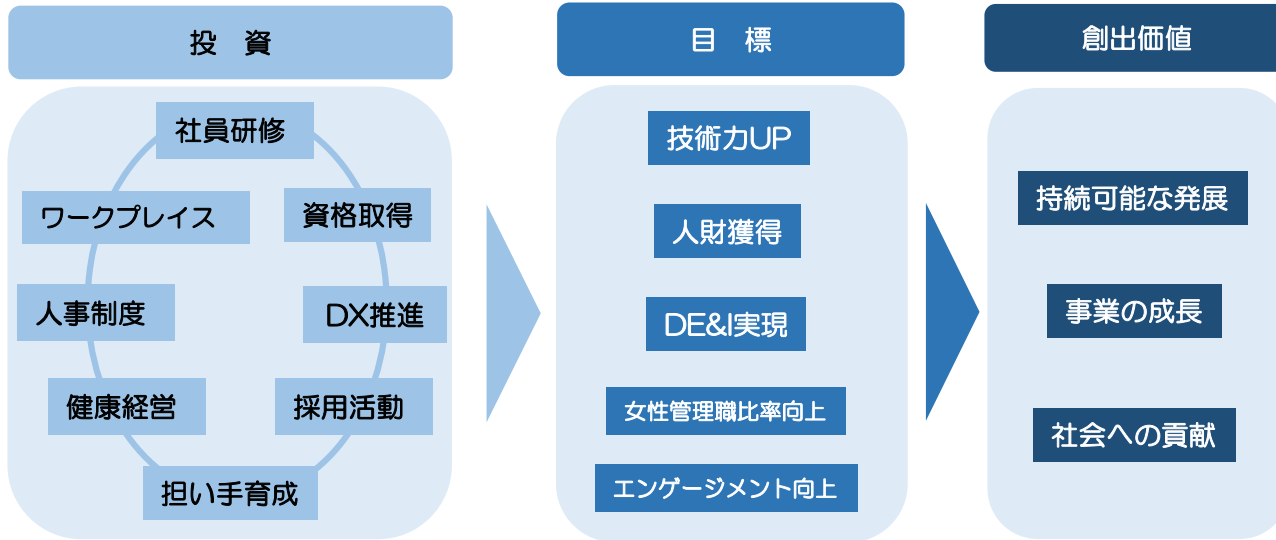 投　資
社員研修
ワークプレイス
資格取得
人事制度
DX推進
健康経営
採用活動
担い手育成
目　標
技術力UP
人財獲得
DE&I実現
女性管理職比率向上
エンゲージメント向上
創出価値
持続可能な発展
事業の成長
社会への貢献